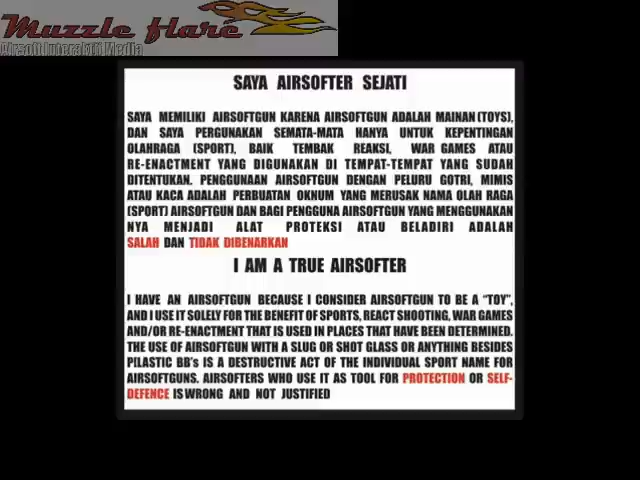 Muzzle flare
Airsoft Interaktif Media
SAYA AIRSOFTER SEJATI
SAYA MEMILIKI AIRSOFTGUN KARENA AIRSOFTGUN ADALAH MAINAN (TOYS),
DAN SAYA PERGUNAKAN SEMATA-MATA HANYA UNTUK KEPENTINGAN
OLAHRAGA (SPORT), BAIK TEMBAK REAKSI, WAR GAMES ATAU
RE-ENACTMENT YANG DIGUNAKAN DI TEMPAT-TEMPAT YANG SUDAH
DITENTUKAN. PENGGUNAAN AIRSOFTGUN DENGAN PELURU GOTRI, MIMIS
ATAU KACA ADALAH PERBUATAN OKNUM YANG MERUSAK NAMA OLAH RAGA
(SPORT) AIRSOFTGUN DAN BAGI PENGGUNA AIRSOFTGUN YANG MENGGUNAKAN
NYA MENJADI ALAT PROTEKSI ATAU BELADIRI ADALAH
SALAH DAN TIDAK DIBENARKAN
I AM A TRUE AIRSOFTER
I HAVE AN AIRSOFTGUN BECAUSE I CONSIDER AIRSOFTGUN TO BE A “TOY”,
AND I USE IT SOLELY FOR THE BENEFIT OF SPORTS, REACT SHOOTING, WAR GAMES
AND/OR RE-ENACTMENT THAT IS USED IN PLACES THAT HAVE BEEN DETERMINED.
THE USE OF AIRSOFTGUN WITH A SLUG OR SHOT GLASS OR ANYTHING BESIDES
P;LASTIC BB's IS A DESTRUCTIVE ACT OF THE INDIVIDUAL SPORT NAME FOR
AIRSOFTGUNS. AIRSOFTERS WHO USE IT AS TOOL FOR PROTECTION OR SELF-
DEFENCE IS WRONG AND NOT JUSTIFIED